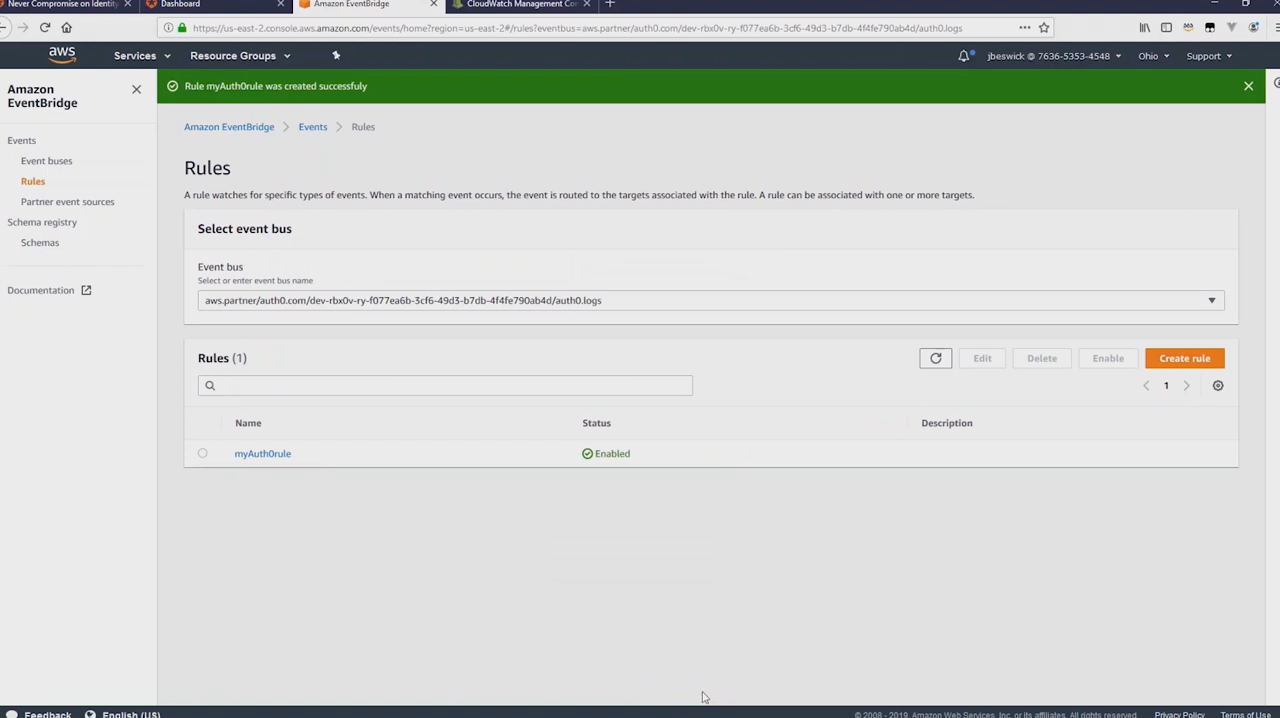 Never Compromise on Identity
Dashboard
Amazon EventBridge
CloudWatch Management Co
https://us-east-2.console.aws.amazon.com/events/home?region=us-east-2#/rules?eventbus=aws.partner/auth0.com/dev-rbx0v-ry-f077ea6b-3cf6-49d3-b7db-4f4fe790ab4d/auth0.logs
aws
Services
Resource Groups
jbeswick @ 7636-5353-4548
Ohio
Support
Amazon
EventBridge
Events
Event buses
Rules
Partner event sources
Schema registry
Schemas
Documentation
Rule myAuth0rule was created successfuly
Amazon EventBridge
Events
Rules
Rules
A rule watches for specific types of events. When a matching event occurs, the event is routed to the targets associated with the rule. A rule can be associated with one or more targets.
Select event bus
Event bus
Select or enter event bus name
aws.partner/auth0.com/dev-rbx0v-ry-f077ea6b-3cf6-49d3-b7db-4f4fe790ab4d/auth0.logs
Rules (1)
Edit
Delete
Enable
Create rule
1
Name
Status
Description
myAuth0rule
Enabled
Feedback
English (US)
© 2008 - 2019, Amazon Web Services, Inc. or its affiliates. All rights reserved.
Privacy Policy
Terms of Use